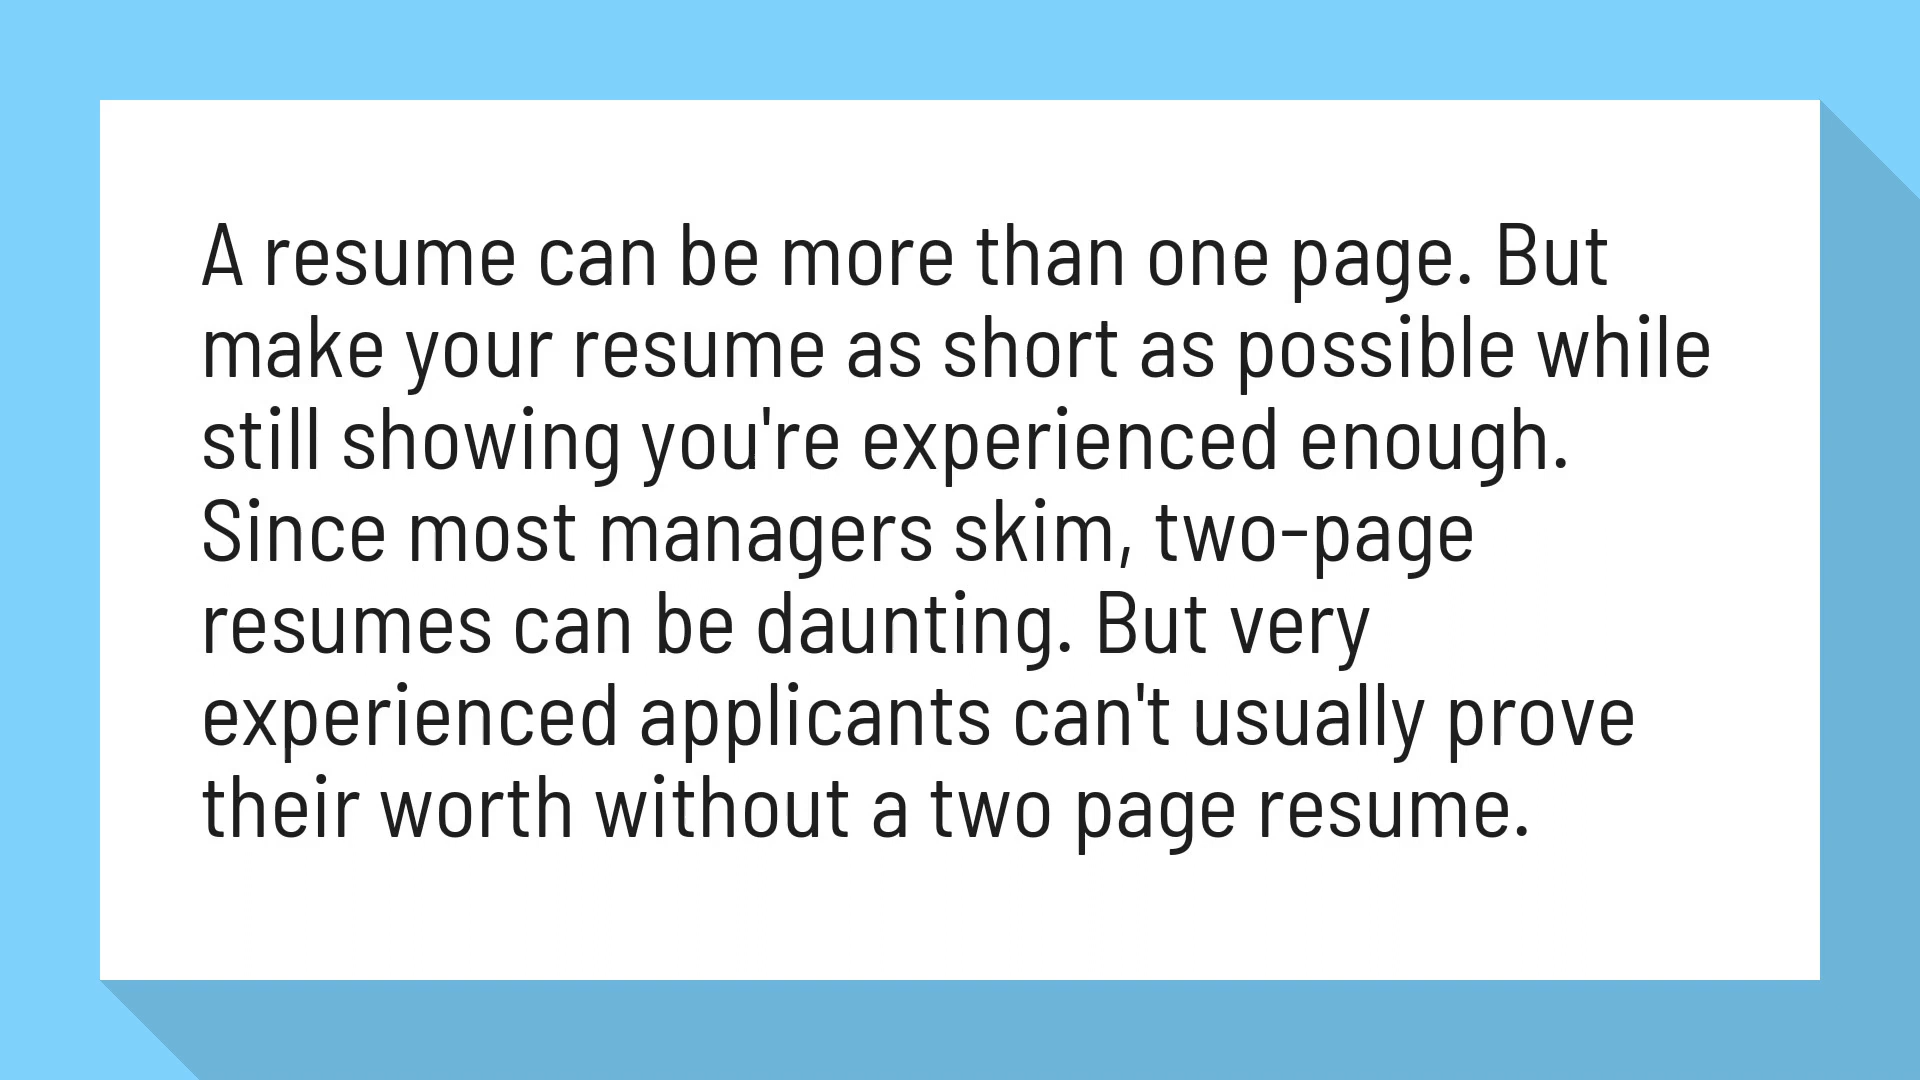 A resume can be more than one page. But
make your resume as short as possible while
still showing you're experienced enough.
Since most managers skim, two-page
resumes can be daunting. But very
experienced applicants can't usually prove
their worth without a two page resume.